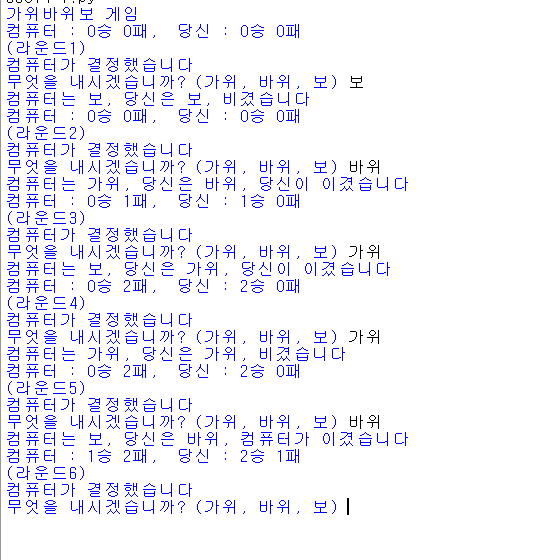 가위바위보 게임
컴퓨터 : 0승 0패,  당신 : 0승 0패
(라운드1)
컴퓨터가 결정했습니다
무엇을 내시겠습니까? (가위, 바위, 보) 보
컴퓨터는 보, 당신은 보, 비겼습니다
컴퓨터 : 0승 0패,  당신 : 0승 0패
(라운드2)
컴퓨터가 결정했습니다
무엇을 내시겠습니까? (가위, 바위, 보) 바위
컴퓨터는 가위, 당신은 바위, 당신이 이겼습니다
컴퓨터 : 0승 1패,  당신 : 1승 0패
(라운드3)
컴퓨터가 결정했습니다
무엇을 내시겠습니까? (가위, 바위, 보) 가위
컴퓨터는 보, 당신은 가위, 당신이 이겼습니다
컴퓨터 : 0승 2패,  당신 : 2승 0패
(라운드4)
컴퓨터가 결정했습니다
무엇을 내시겠습니까? (가위, 바위, 보) 가위
컴퓨터는 가위, 당신은 가위, 비겼습니다
컴퓨터 : 0승 2패,  당신 : 2승 0패
(라운드5)
컴퓨터가 결정했습니다
무엇을 내시겠습니까? (가위, 바위, 보) 바위
컴퓨터는 보, 당신은 바위, 컴퓨터가 이겼습니다
컴퓨터 : 1승 2패,  당신 : 2승 1패
(라운드6)
컴퓨터가 결정했습니다
무엇을 내시겠습니까? (가위, 바위, 보)